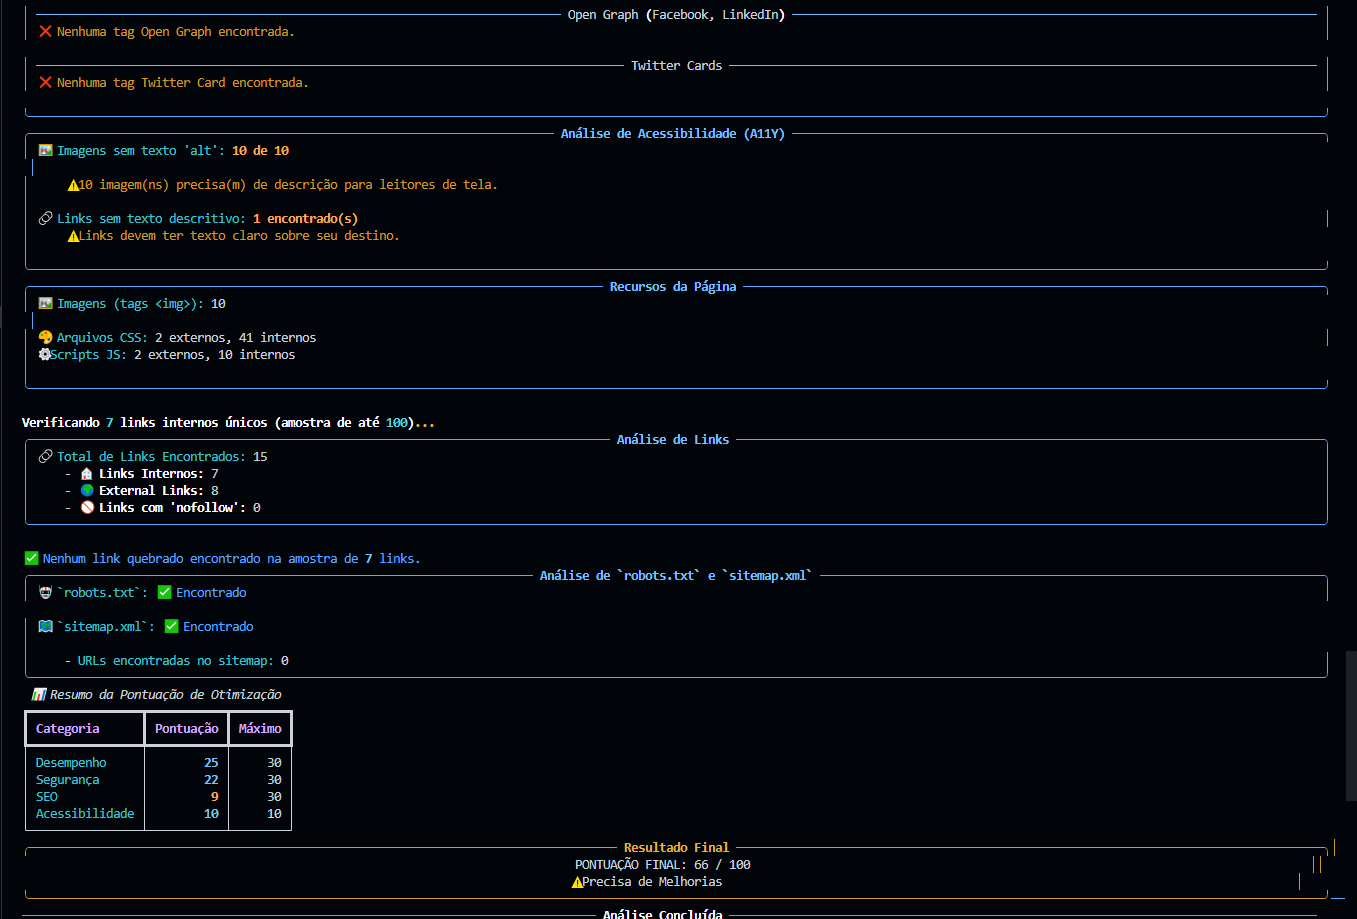 Open Graph (Facebook, LinkedIn)
❌ Nenhuma tag Open Graph encontrada.
Twitter Cards
❌ Nenhuma tag Twitter Card encontrada.
Análise de Acessibilidade (A11Y)
🖼️ Imagens sem texto 'alt': 10 de 10
⚠️10 imagem(ns) precisa(m) de descrição para leitores de tela.
🔗 Links sem texto descritivo: 1 encontrado(s)
⚠️Links devem ter texto claro sobre seu destino.
Recursos da Página
🖼️ Imagens (tags <img>): 10
🎨 Arquivos CSS: 2 externos, 41 internos
⚙️Scripts JS: 2 externos, 10 internos
Verificando 7 links internos únicos (amostra de até 100)...
Análise de Links
🔗 Total de Links Encontrados: 15
- 🏠 Links Internos: 7
- 🌍 External Links: 8
- 🚫 Links com 'nofollow': 0
✅ Nenhum link quebrado encontrado na amostra de 7 links.
Análise de `robots.txt` e `sitemap.xml`
🤖 `robots.txt`: ✅ Encontrado
🗺️ `sitemap.xml`: ✅ Encontrado
- URLs encontradas no sitemap: 0
📊 Resumo da Pontuação de Otimização
Categoria Pontuação Máximo
Desempenho 25 30
Segurança 22 30
SEO 9 30
Acessibilidade 10 10
Resultado Final
PONTUAÇÃO FINAL: 66 / 100
⚠️Precisa de Melhorias
Análise Concluída